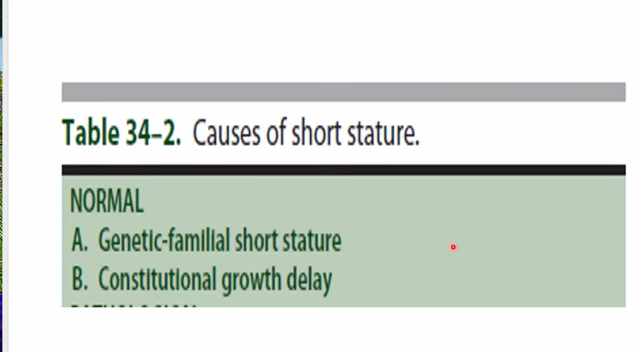 Table 34–2. Causes of short stature.
NORMAL
A. Genetic-familial short stature
B. Constitutional growth delay